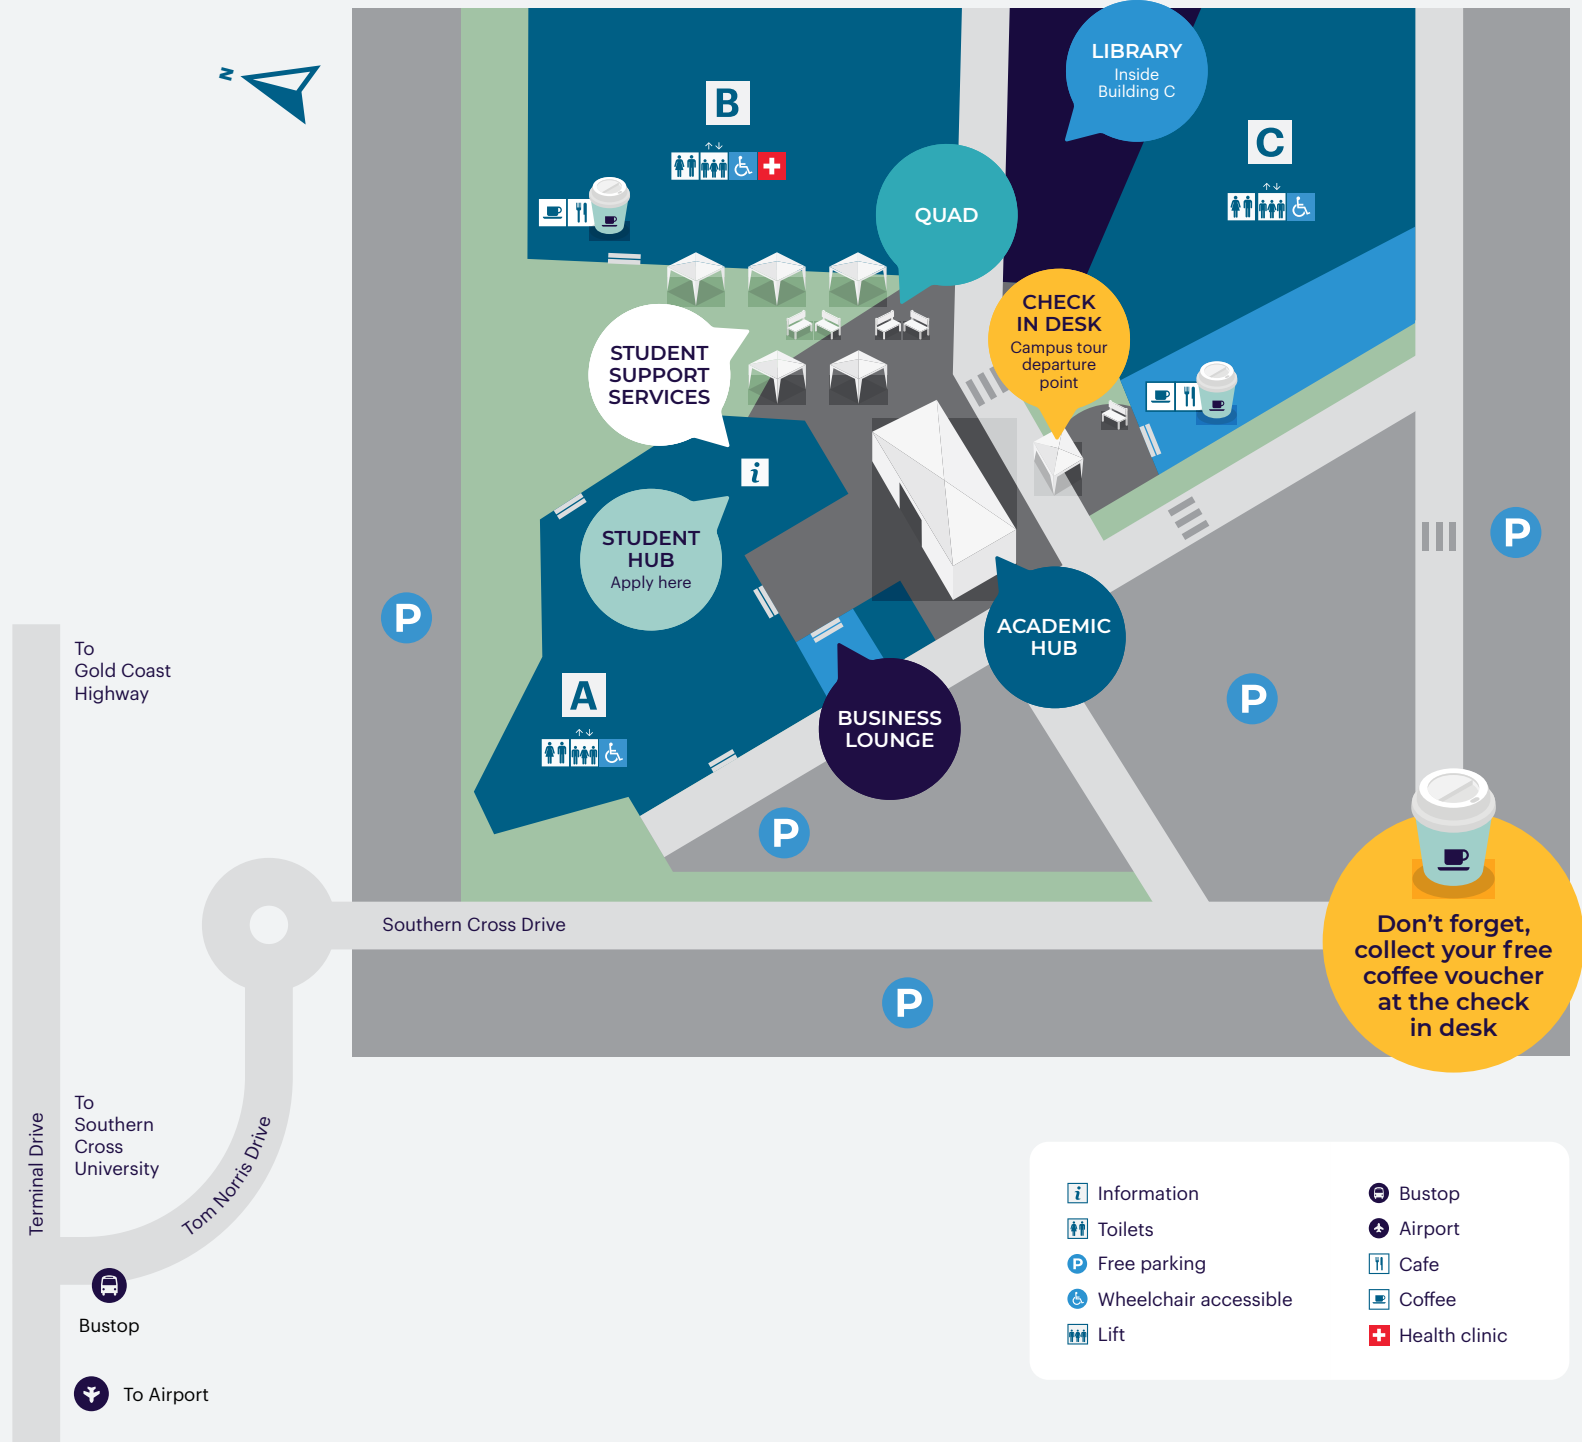 N
LIBRARY
Inside
Building C
B
C
QUAD
CHECK
IN DESK
Campus tour
departure
point
STUDENT
SUPPORT
SERVICES
i
STUDENT
HUB
Apply here
P
P
ACADEMIC
HUB
A
BUSINESS
LOUNGE
P
P
To
Gold Coast
Highway
Southern Cross Drive
P
Don’t forget,
collect your free
coffee voucher
at the check
in desk
To
Southern
Cross
University
Terminal Drive
Tom Norris Drive
Bustop
To Airport
i Information
Toilets
P Free parking
Wheelchair accessible
Lift
Bustop
Airport
Cafe
Coffee
Health clinic